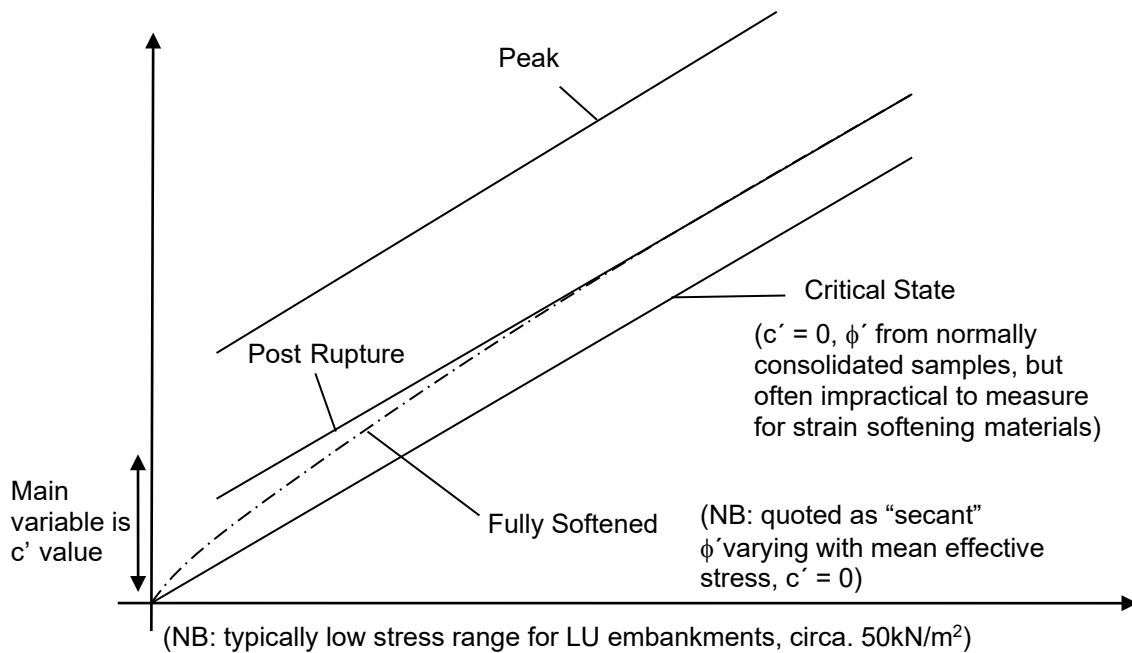 Peak
Critical State
(c´ = 0, ϕ´ from normally
consolidated samples, but
often impractical to measure
for strain softening materials)
Post Rupture
Main
variable is
c’ value
Fully Softened
(NB: quoted as “secant”
ϕ´varying with mean effective
stress, c´ = 0)
(NB: typically low stress range for LU embankments, circa. 50kN/m²)